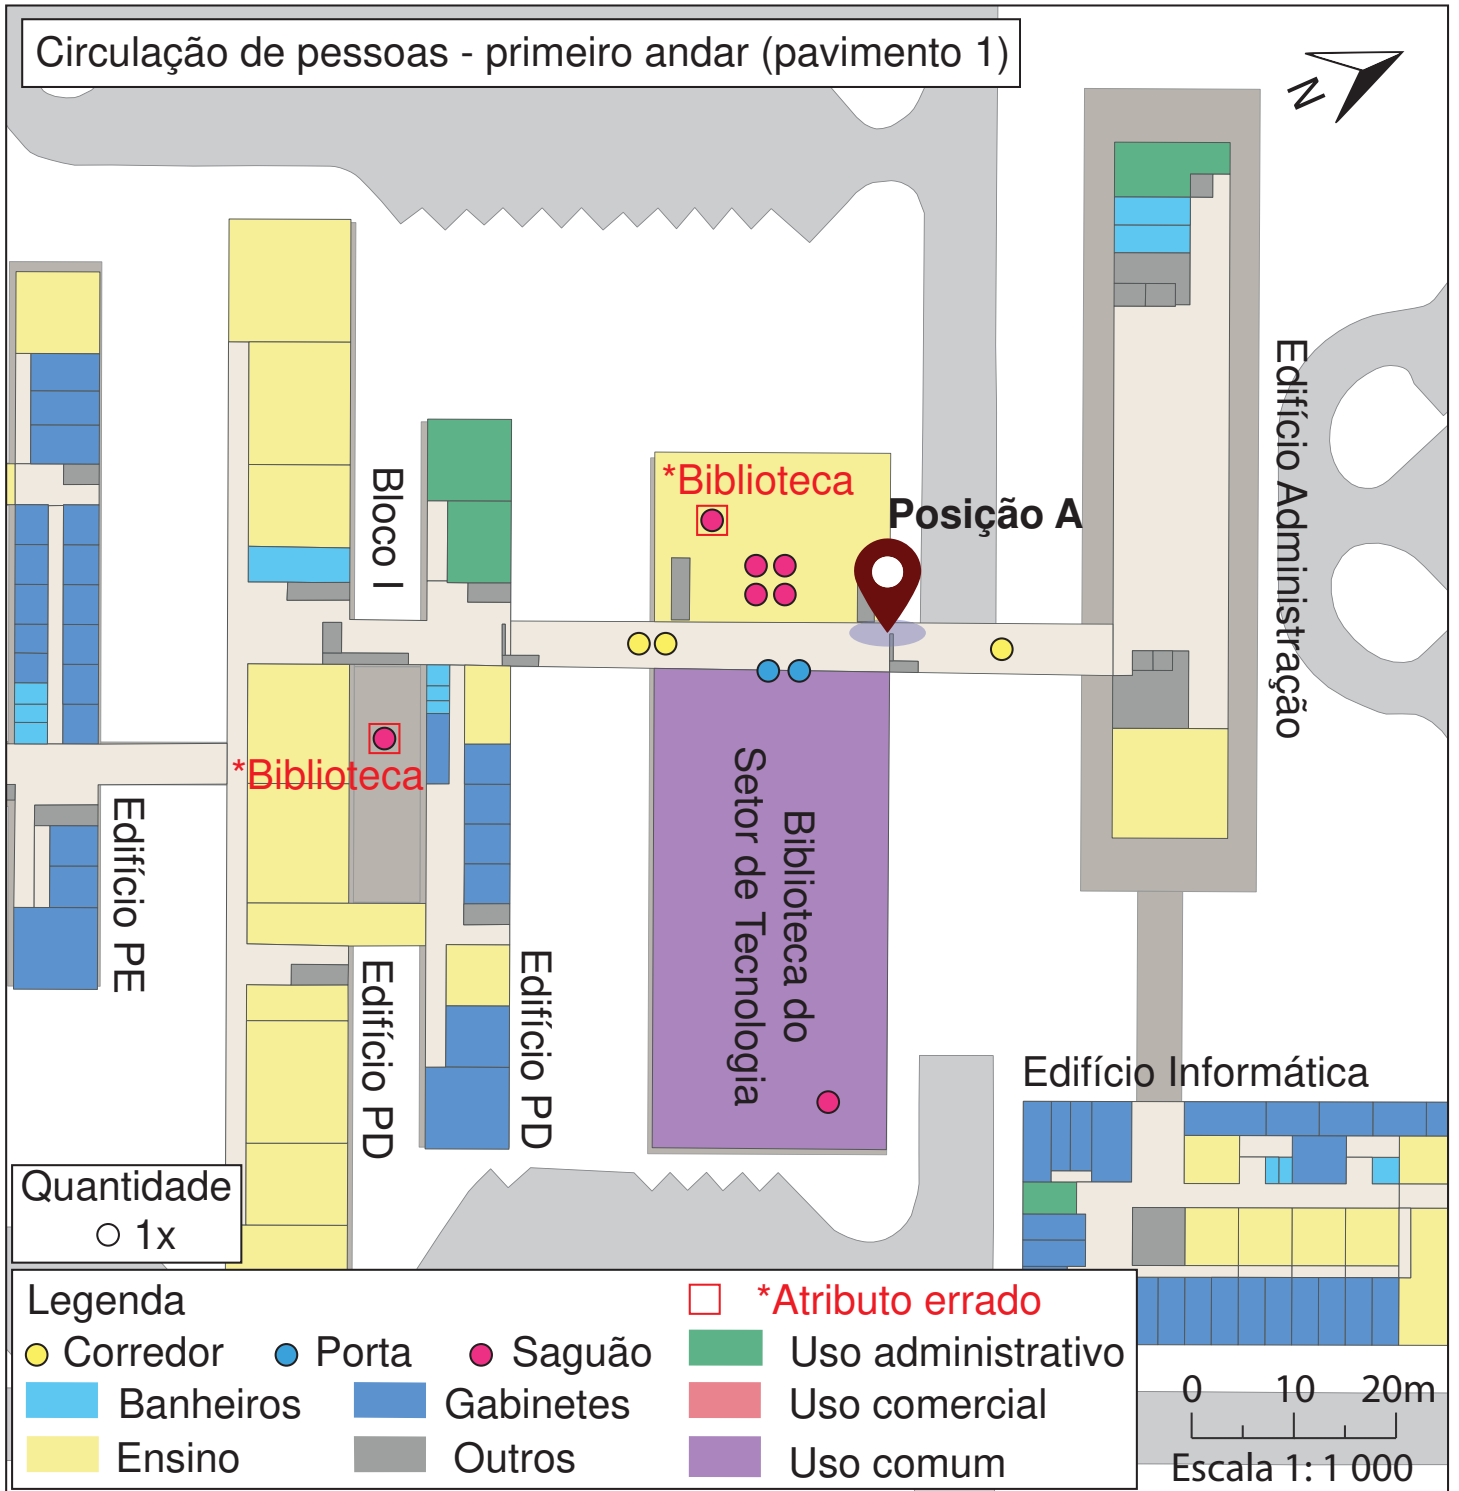 Circulação de pessoas - primeiro andar (pavimento 1)
N
Edifício Administração
Bloco I
*Biblioteca
Posição A
*Biblioteca
Biblioteca do
Setor de Tecnologia
Edifício PE
Edifício PD
Edifício PD
Edifício Informática
Quantidade
1x
Legenda
*Atributo errado
Corredor
Porta
Saguão
Uso administrativo
Banheiros
Gabinetes
Uso comercial
Ensino
Outros
Uso comum
0 10 20m
Escala 1: 1 000